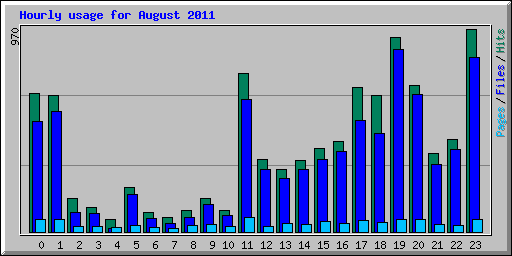 Hourly usage for August 2011
970
Pages/Files/Hits
0 1 2 3 4 5 6 7 8 9 10 11 12 13 14 15 16 17 18 19 20 21 22 23